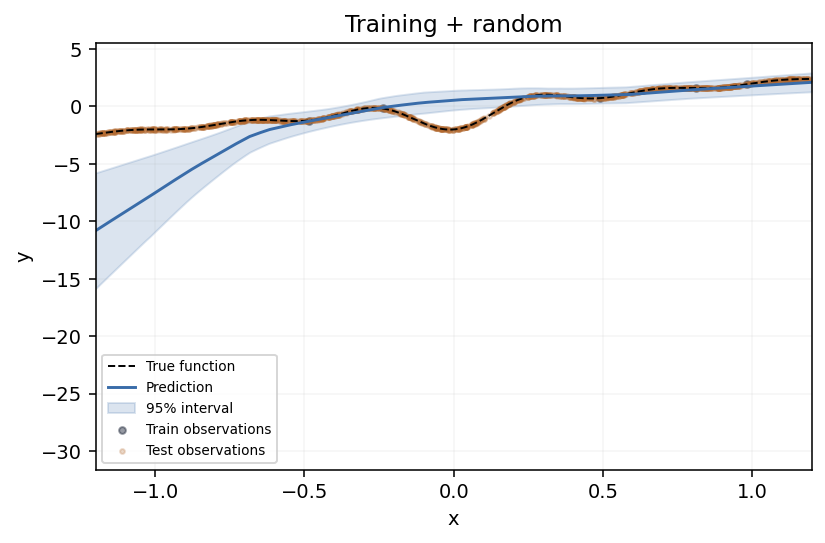 Training + random
5
0
−5
−10
−15
−20
−25
−30
y
True function
Prediction
95% interval
Train observations
Test observations
−1.0 −0.5 0.0 0.5 1.0
x